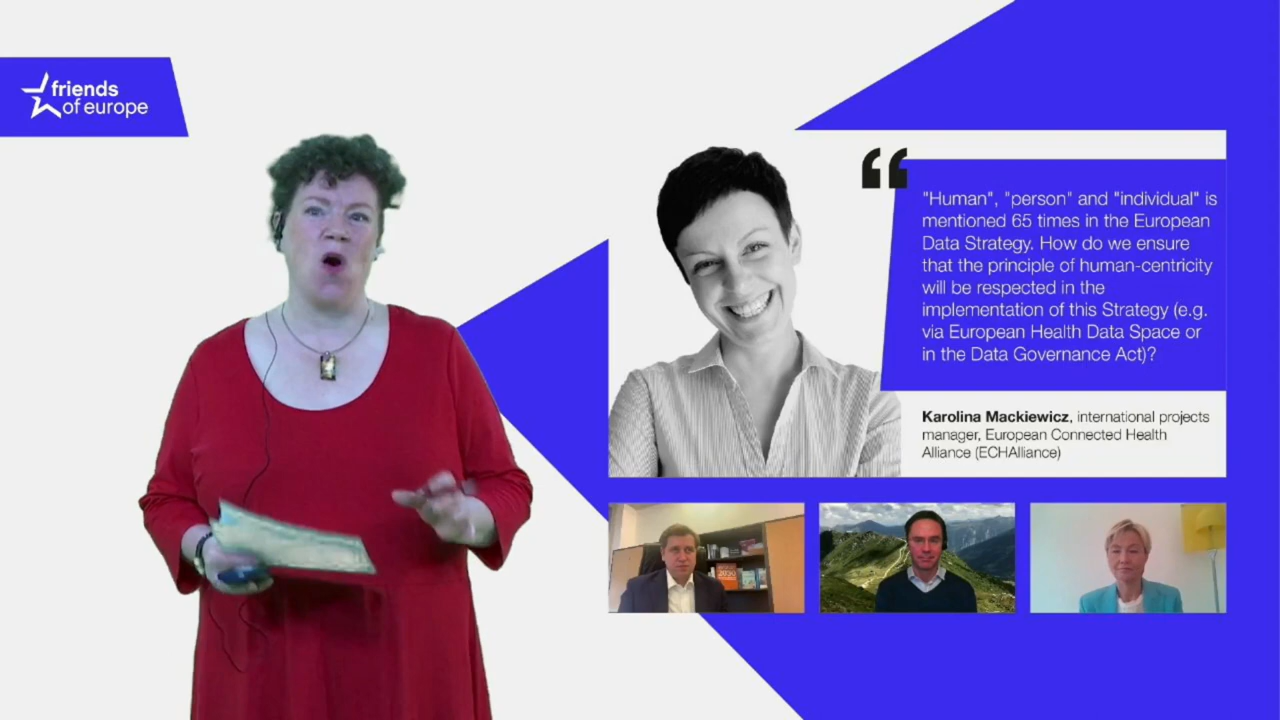 friends
of europe
"Human", "person" and "individual" is
mentioned 65 times in the European
Data Strategy. How do we ensure
that the principle of human-centricity
will be respected in the
implementation of this Strategy (e.g.
via European Health Data Space or
in the Data Governance Act)?
Karolina Mackiewicz, international projects
manager, European Connected Health
Alliance (ECHAlliance)
2030